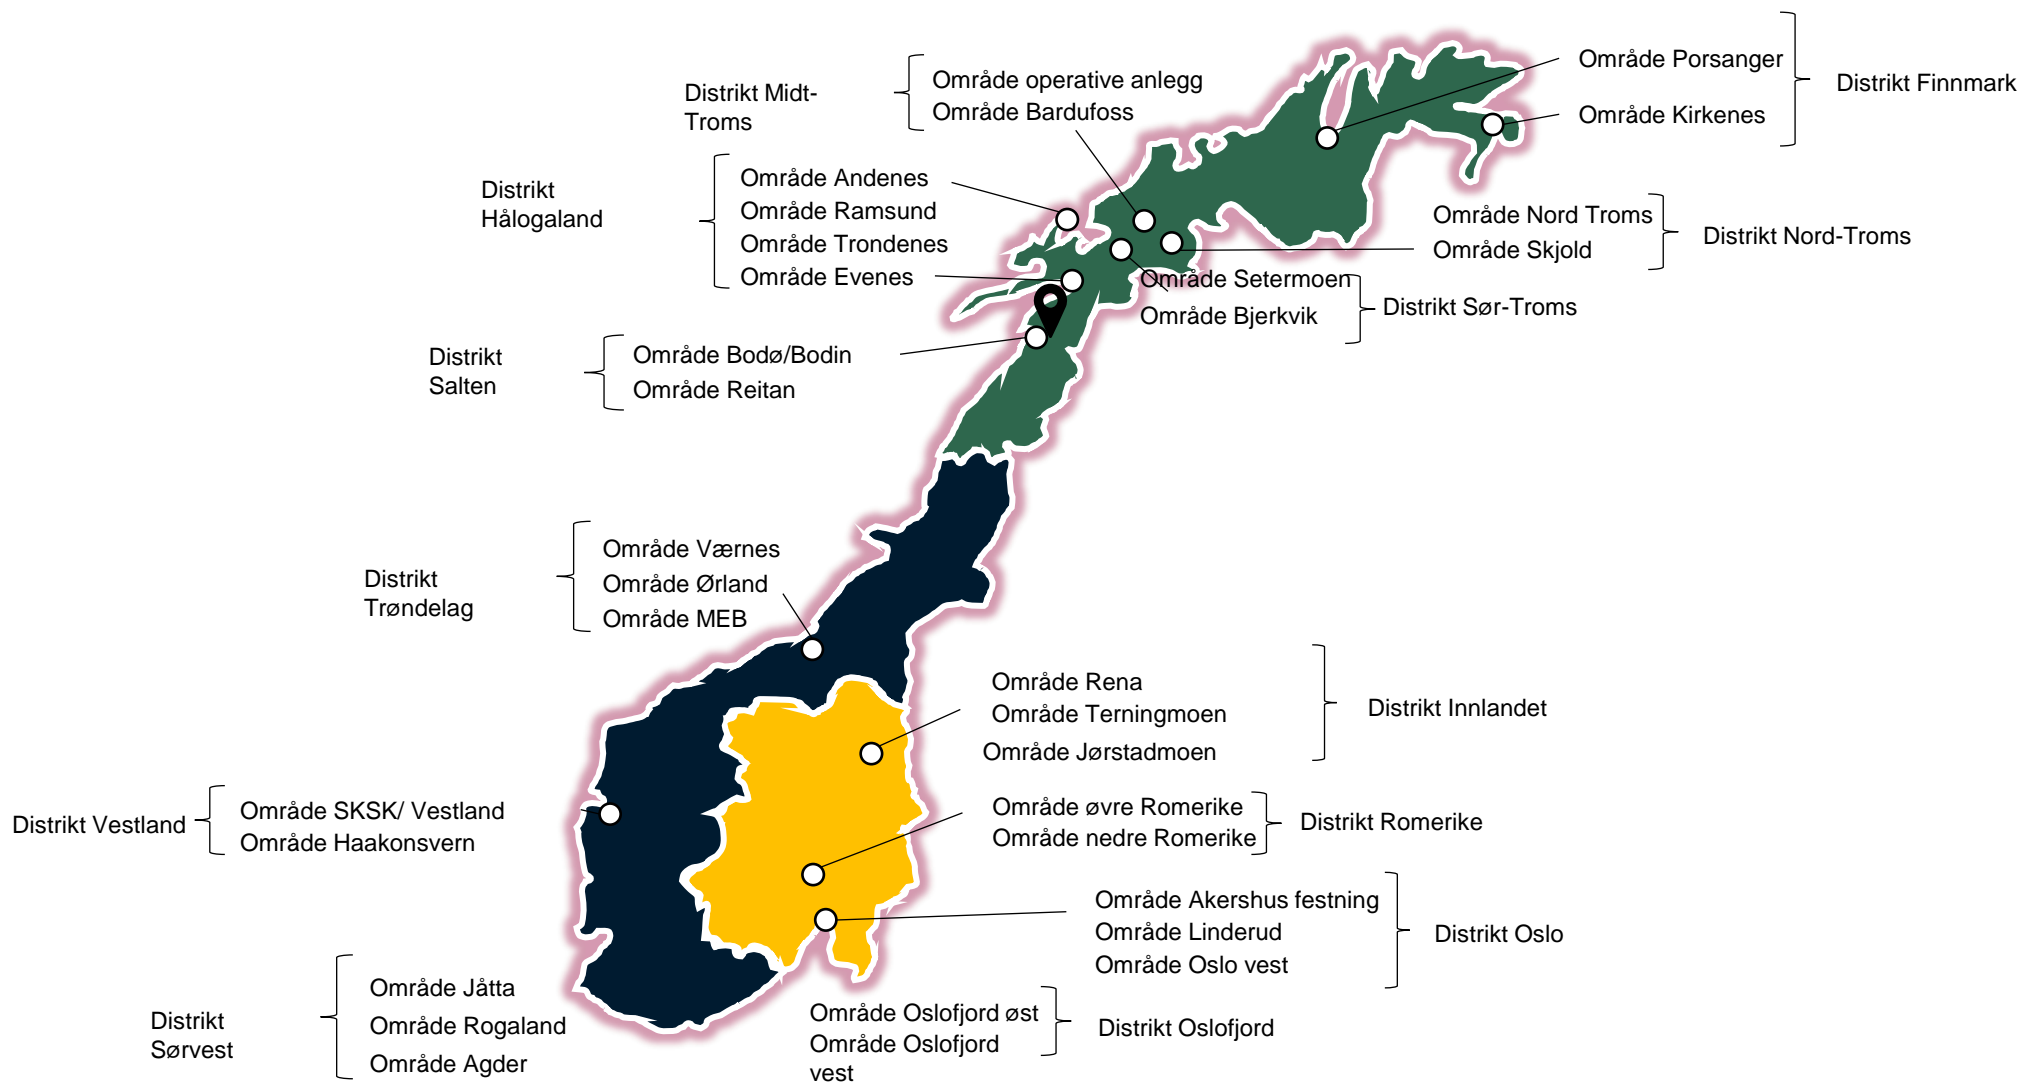 Område Porsanger
Område Kirkenes
Distrikt Finnmark
Distrikt Midt-
Troms
Område operative anlegg
Område Bardufoss
Distrikt
Hålogaland
Område Andenes
Område Ramsund
Område Trondenes
Område Evenes
Område Nord Troms
Område Skjold
Distrikt Nord-Troms
Område Setermoen
Område Bjerkvik
Distrikt Sør-Troms
Distrikt
Salten
Område Bodø/Bodin
Område Reitan
Distrikt
Trøndelag
Område Værnes
Område Ørland
Område MEB
Område Rena
Område Terningmoen
Område Jørstadmoen
Distrikt Innlandet
Distrikt Vestland
Område SKSK/ Vestland
Område Haakonsvern
Område øvre Romerike
Område nedre Romerike
Distrikt Romerike
Område Akershus festning
Område Linderud
Område Oslo vest
Distrikt Oslo
Distrikt
Sørvest
Område Jåtta
Område Rogaland
Område Agder
Område Oslofjord øst
Område Oslofjord
vest
Distrikt Oslofjord